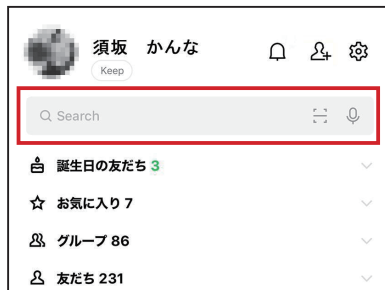 須坂 かんな
Keep
Search
誕生日の友だち 3
お気に入り 7
グループ 86
友だち 231